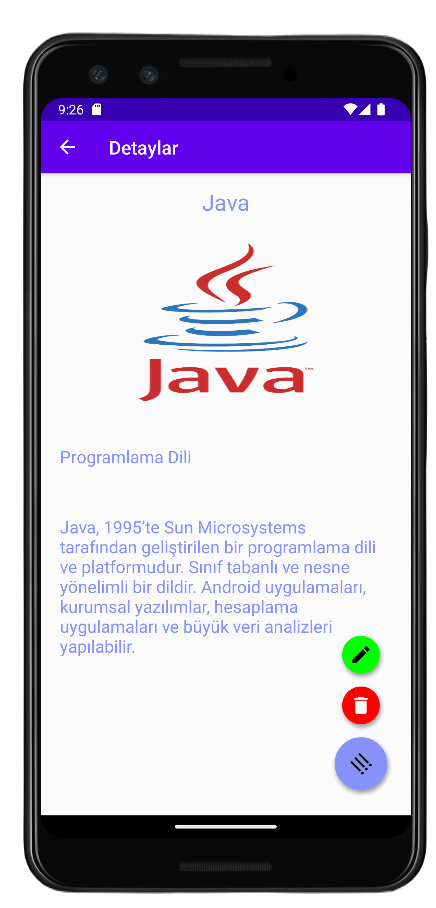 9:26
Detaylar
Java
Java™
Programlama Dili
Java, 1995'te Sun Microsystems
tarafından geliştirilen bir programlama dili
ve platformudur. Sınıf tabanlı ve nesne
yönelimli bir dildir. Android uygulamaları,
kurumsal yazılımlar, hesaplama
uygulamaları ve büyük veri analizleri
yapılabilir.